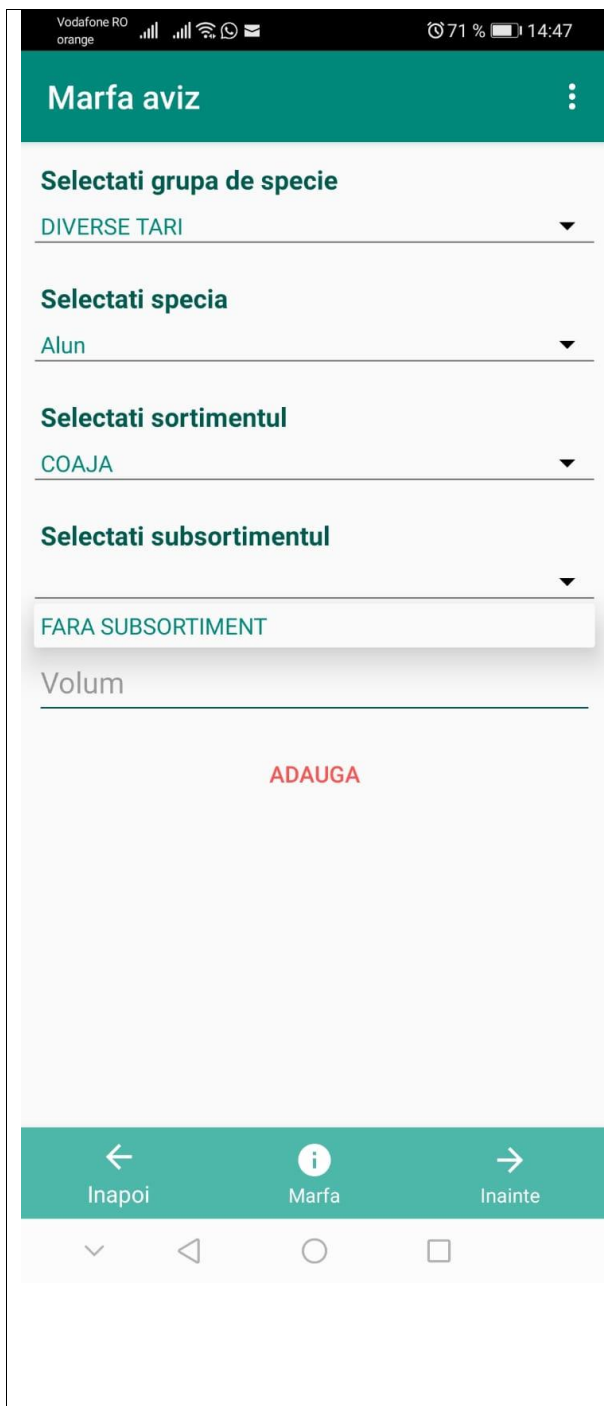 Vodafone RO
orange
71 % 14:47
Marfa aviz
Selectati grupa de specie
DIVERSE TARI
Selectati specia
Alun
Selectati sortimentul
COAJA
Selectati subsortimentul
FARA SUBSORTIMENT
Volum
ADAUGA
Inapoi
Marfa
Inainte